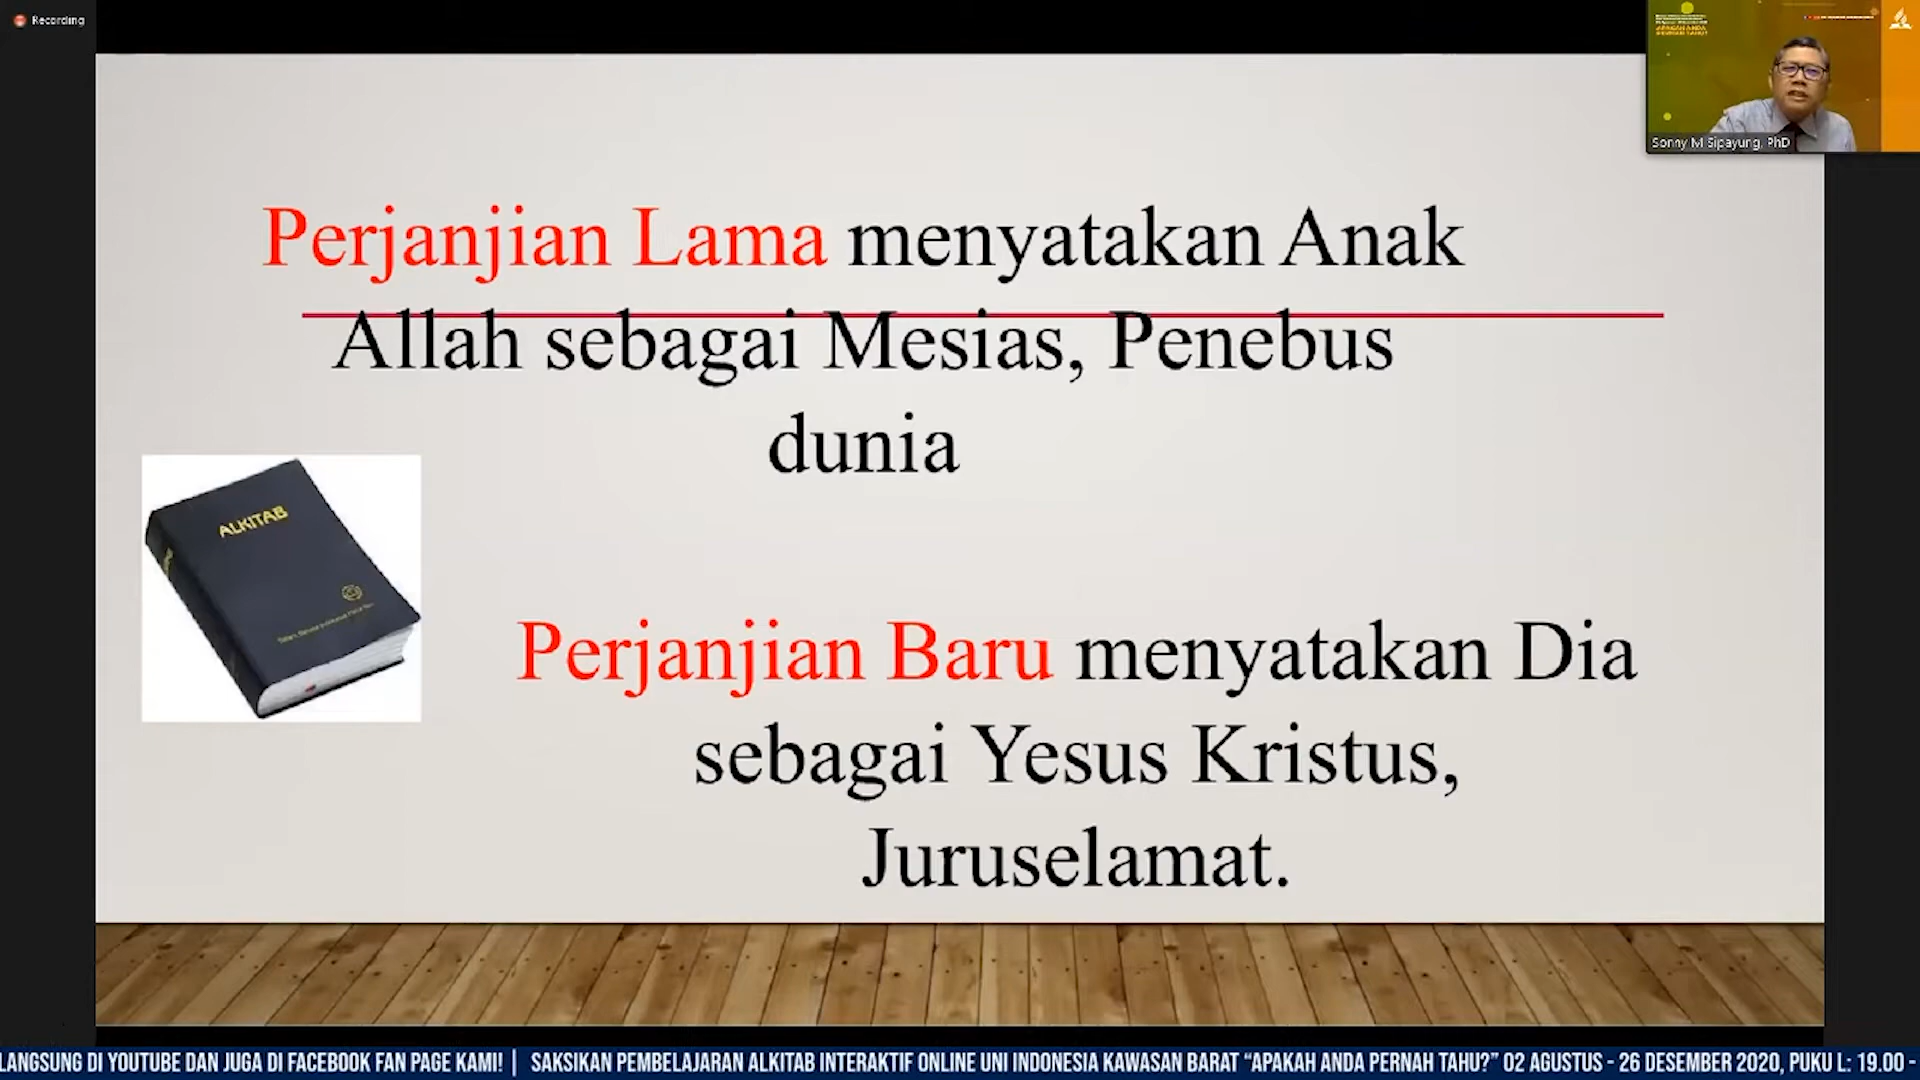 Recording
Sonny M Sipayung, PhD
Perjanjian Lama menyatakan Anak
Allah sebagai Mesias, Penebus
dunia
ALKITAB
Perjanjian Baru menyatakan Dia
sebagai Yesus Kristus,
Juruselamat.
LANGSUNG DI YOUTUBE DAN JUGA DI FACEBOOK FAN PAGE KAMI! | SAKSIKAN PEMBELAJARAN ALKITAB INTERAKTIF ONLINE UNI INDONESIA KAWASAN BARAT “APAKAH ANDA PERNAH TAHU?” 02 AGUSTUS - 26 DESEMBER 2020, PUKU L: 19.00 -